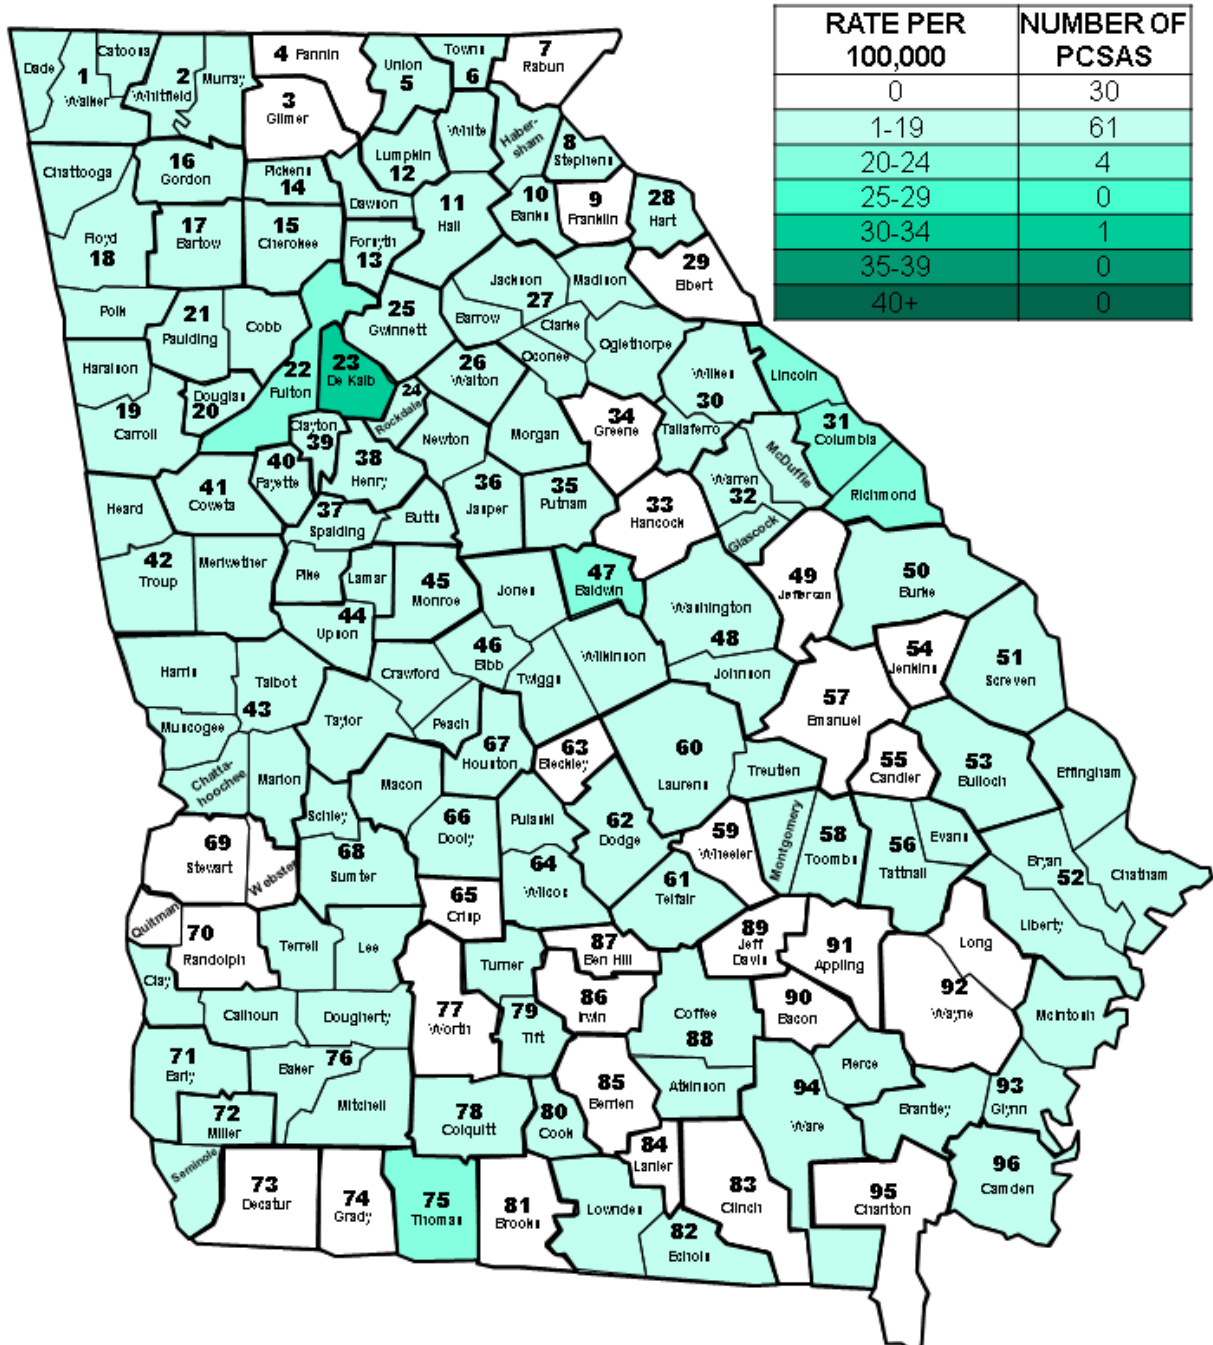 RATE PER 100,000
NUMBER OF PCSAS
0 30
1-19 61
20-24 4
25-29 0
30-34 1
35-39 0
40+ 0
Dade
1
Walker
Catoosa
2
Whitfield
Murray
4 Fannin
3
Gilmer
Union
5
Towns
6
7
Rabun
Chattooga
16
Gordon
Pickens
14
Lumpkin
12
White
Haber-
sham
8
Stephens
Dawson
11
Hall
10
Banks
9
Franklin
28
Hart
Floyd
18
17
Bartow
15
Cherokee
Forsyth
13
29
Elbert
Polk
21
Paulding
Cobb
25
Gwinnett
Jackson
27
Barrow
Madison
Clarke
Oconee
Oglethorpe
Haralson
19
Carroll
Douglas
20
22
Fulton
23
De Kalb
24
Rockdale
26
Walton
Wilkes
30
Lincoln
Newton
Morgan
34
Greene
Taliaferro
31
Columbia
McDuffie
Richmond
Clayton
39
40
Fayette
38
Henry
Heard
41
Coweta
37
Spalding
Butts
36
Jasper
35
Putnam
33
Hancock
Warren
32
Glascock
42
Troup
Meriwether
Pike
Lamar
45
Monroe
Jones
47
Baldwin
Washington
48
49
Jefferson
50
Burke
44
Upson
46
Bibb
Wilkinson
Twiggs
Johnson
54
Jenkins
51
Screven
Harris
Talbot
43
Muscogee
Chatta-
hoochee
Marion
Taylor
Crawford
Peach
67
Houston
63
Bleckley
60
Laurens
Treutlen
57
Emanuel
55
Candler
53
Bulloch
Effingham
Macon
Schley
68
Sumter
66
Dooly
Pulaski
64
Wilcox
62
Dodge
59
Wheeler
Montgomery
58
Toombs
56
Tattnall
Evans
Bryan
52
Chatham
Liberty
69
Stewart
Webster
65
Crisp
61
Telfair
Quitman
70
Randolph
Terrell
Lee
Turner
87
Ben Hill
89
Jeff
Davis
91
Appling
Long
92
Wayne
McIntosh
Clay
Calhoun
Dougherty
77
Worth
79
Tift
86
Irwin
Coffee
88
90
Bacon
71
Early
Baker
76
Mitchell
72
Miller
78
Colquitt
80
Cook
85
Berrien
Atkinson
94
Ware
Pierce
Brantley
93
Glynn
Seminole
73
Decatur
74
Grady
75
Thomas
81
Brooks
84
Lanier
Lowndes
82
Echols
83
Clinch
95
Charlton
96
Camden